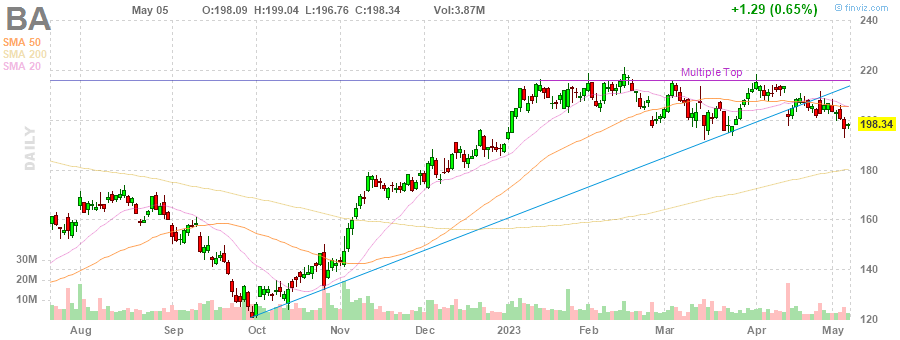 BA May 05 O:198.09 H:199.04 L:196.76 C:198.34 Vol:3.87M +1.29 (0.65%) © finviz.com
SMA 50
SMA 200
SMA 20
Multiple Top
DAILY
240
220
200
198.34
180
160
140
120
30M
20M
10M
Aug Sep Oct Nov Dec 2023 Feb Mar Apr May